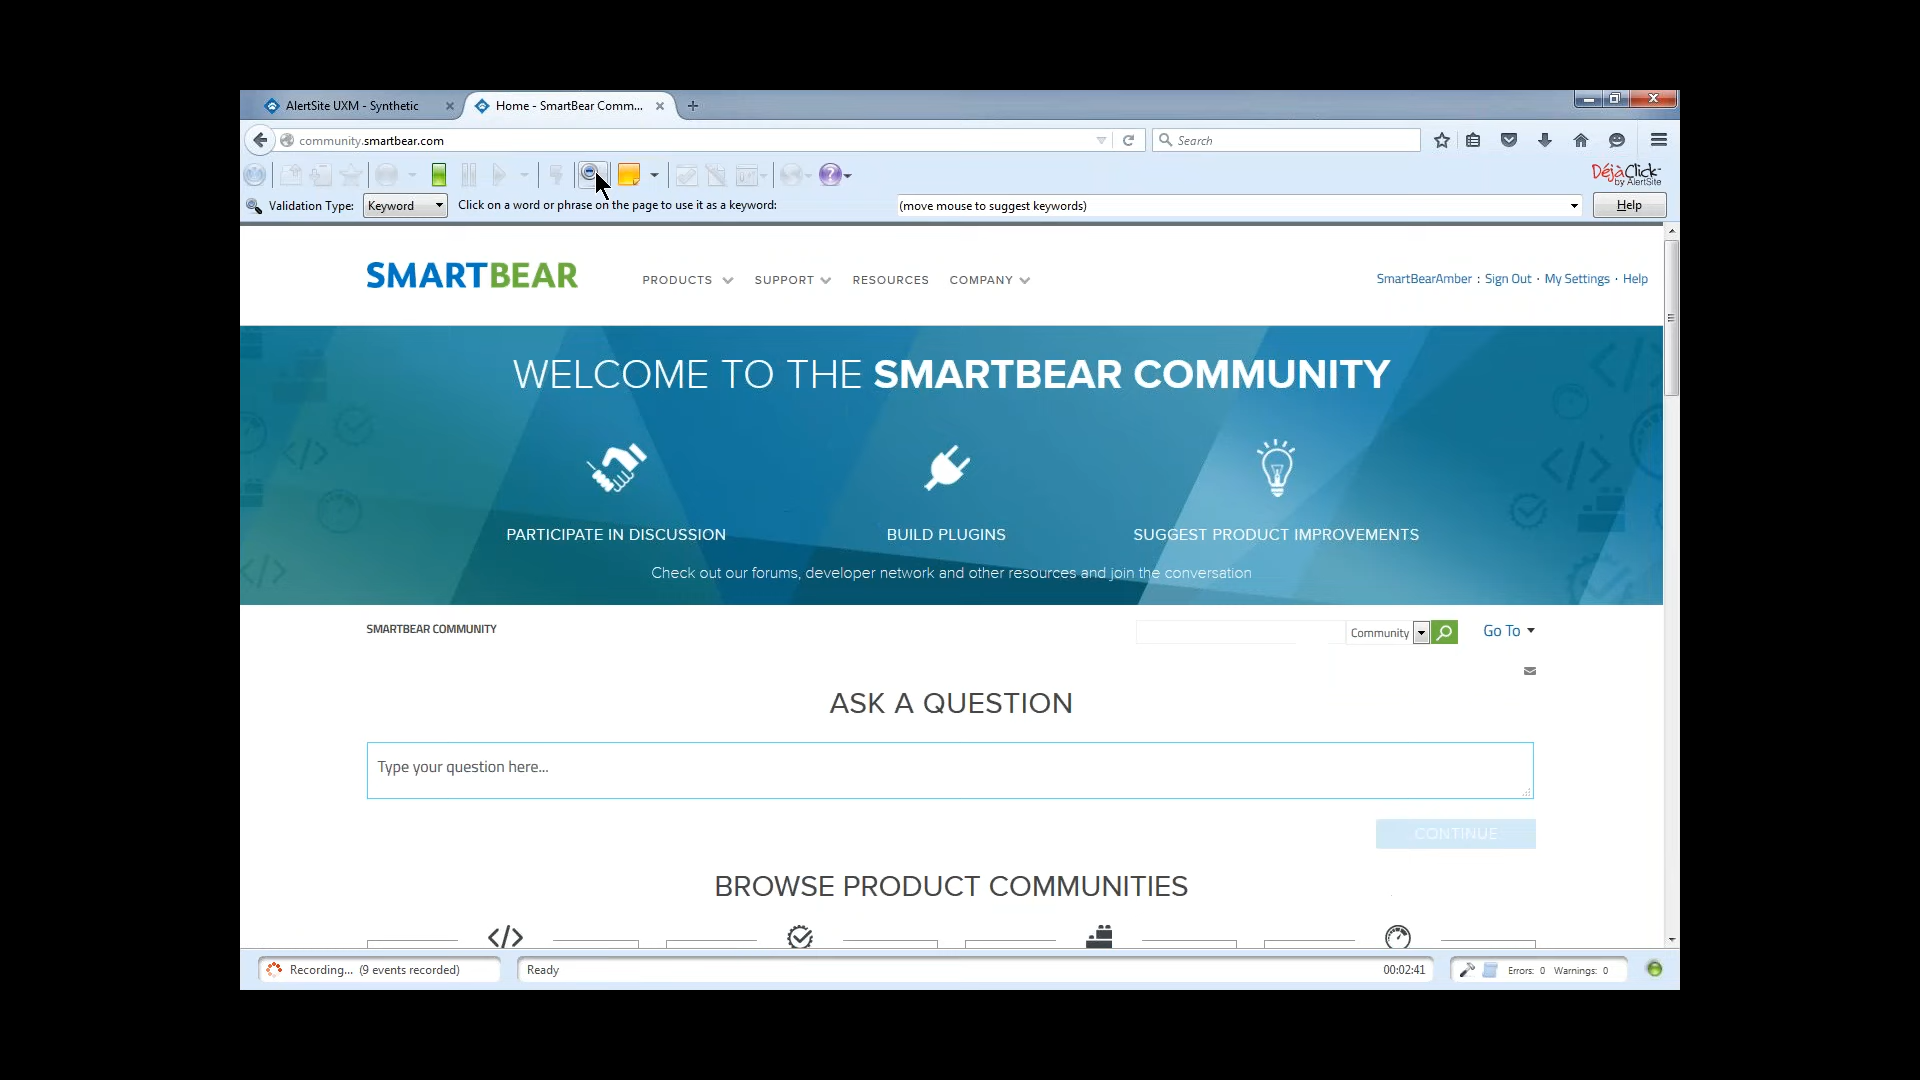 AlertSite UXM - Synthetic
Home - SmartBear Comm...
community.smartbear.com
Search
DéjàClick
by AlertSite
Validation Type:
Keyword
Click on a word or phrase on the page to use it as a keyword:
(move mouse to suggest keywords)
Help
SMARTBEAR
PRODUCTS
SUPPORT
RESOURCES
COMPANY
SmartBearAmber : Sign Out · My Settings · Help
WELCOME TO THE SMARTBEAR COMMUNITY
PARTICIPATE IN DISCUSSION
BUILD PLUGINS
SUGGEST PRODUCT IMPROVEMENTS
Check out our forums, developer network and other resources and join the conversation
SMARTBEAR COMMUNITY
Community
Go To
ASK A QUESTION
Type your question here...
CONTINUE
BROWSE PRODUCT COMMUNITIES
Recording... (9 events recorded)
Ready
00:02:41
Errors: 0 Warnings: 0